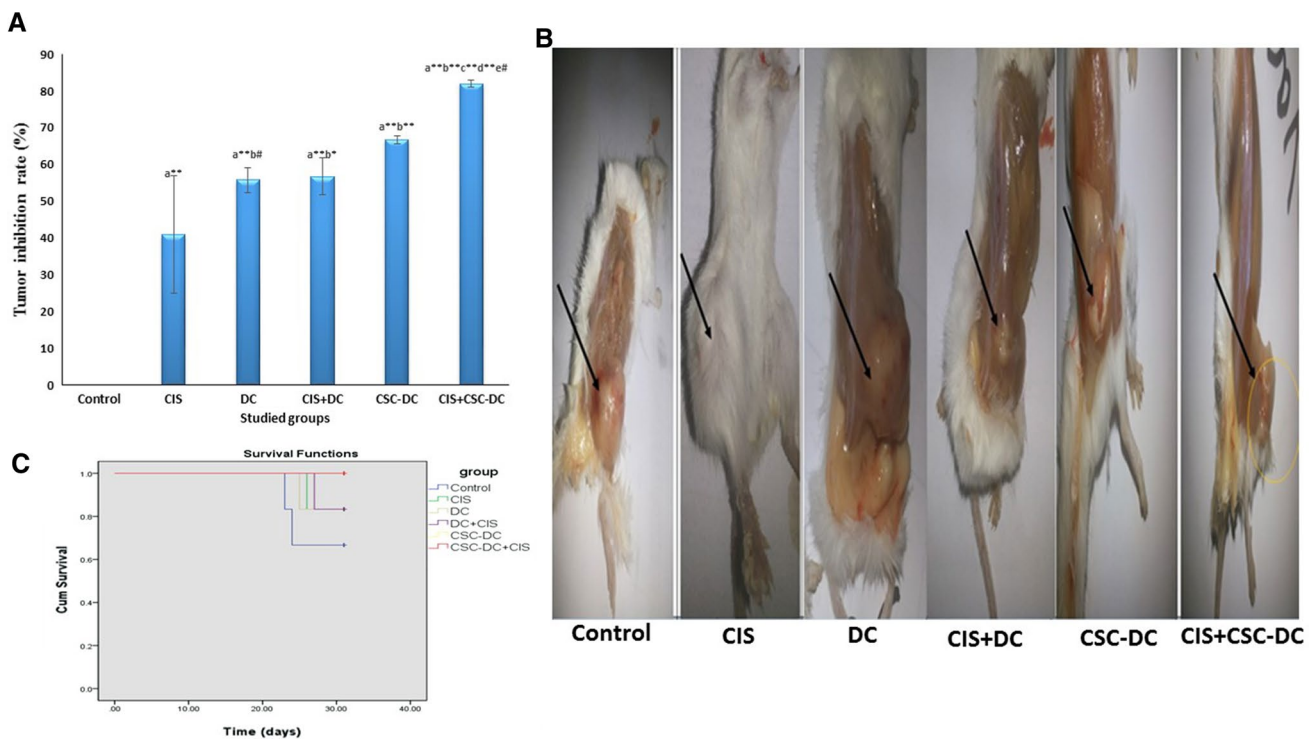 A
Tumor inhibition rate (%)
90
80
70
60
50
40
30
20
10
0
a**
a**b#
a**b*
a**b**
a**b**c**d**e#
Control CIS DC CIS+DC CSC-DC CIS+CSC-DC
Studied groups
B
Control CIS DC CIS+DC CSC-DC CIS+CSC-DC
C
Survival Functions
Cum Survival
1.0
0.8
0.6
0.4
0.2
0.0
.00 10.00 20.00 30.00 40.00
Time (days)
group
Control
CIS
DC
DC+CIS
CSC-DC
CSC-DC+CIS